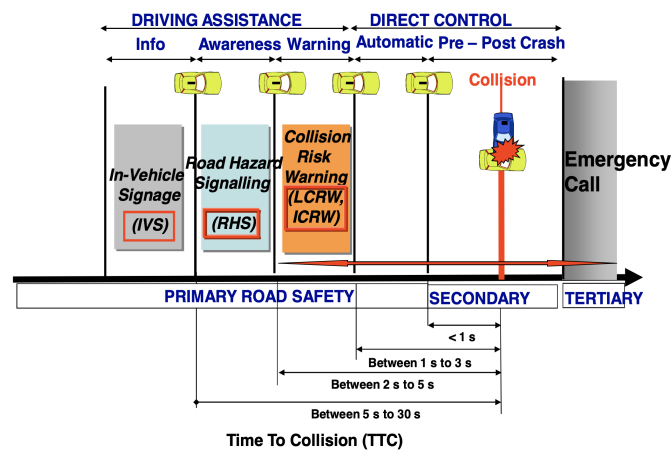 DRIVING ASSISTANCE DIRECT CONTROL
Info Awareness Warning Automatic Pre – Post Crash
Collision
In-Vehicle
Signage
(IVS)
Road Hazard
Signalling
(RHS)
Collision
Risk
Warning
(LCRW,
ICRW)
Emergency
Call
PRIMARY ROAD SAFETY SECONDARY TERTIARY
< 1 s
Between 1 s to 3 s
Between 2 s to 5 s
Between 5 s to 30 s
Time To Collision (TTC)